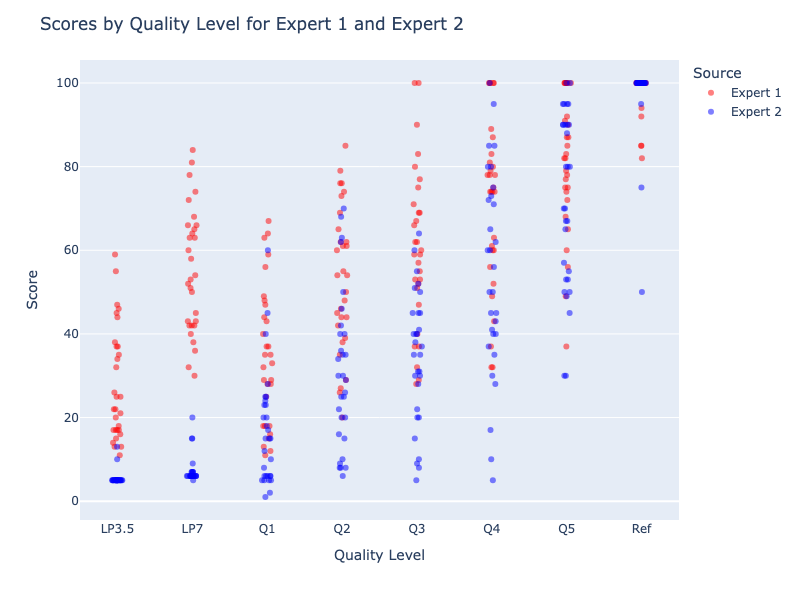 Scores by Quality Level for Expert 1 and Expert 2
Source
Expert 1
Expert 2
Score
100
80
60
40
20
0
LP3.5 LP7 Q1 Q2 Q3 Q4 Q5 Ref
Quality Level